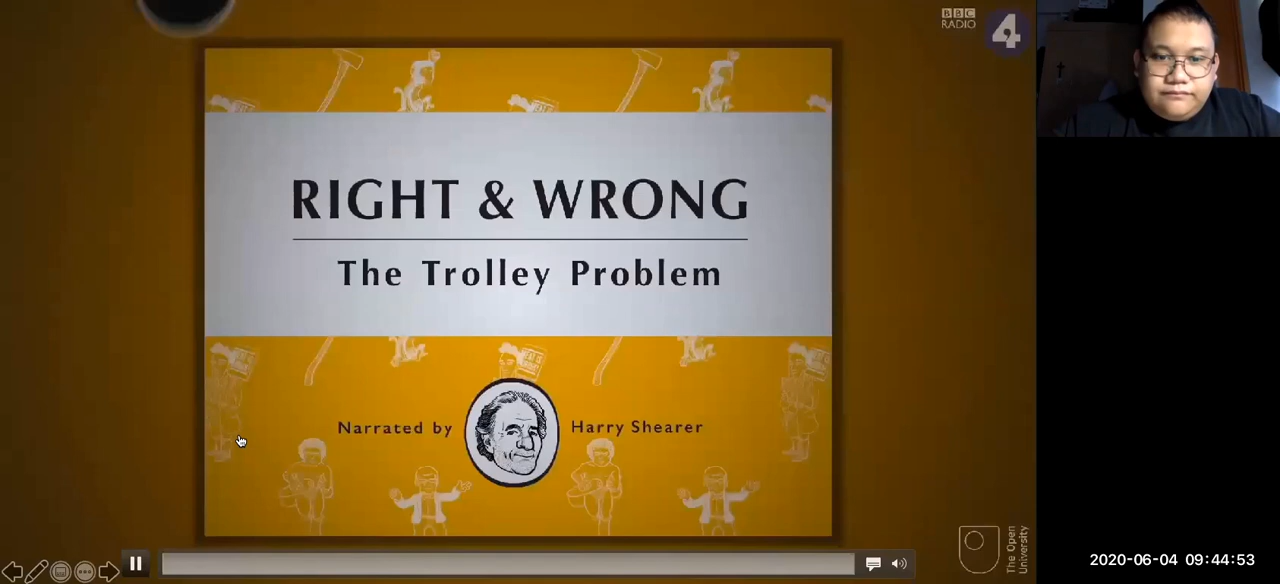 BBC
RADIO
4
RIGHT & WRONG
The Trolley Problem
Narrated by Harry Shearer
The Open
University
2020-06-04 09:44:53